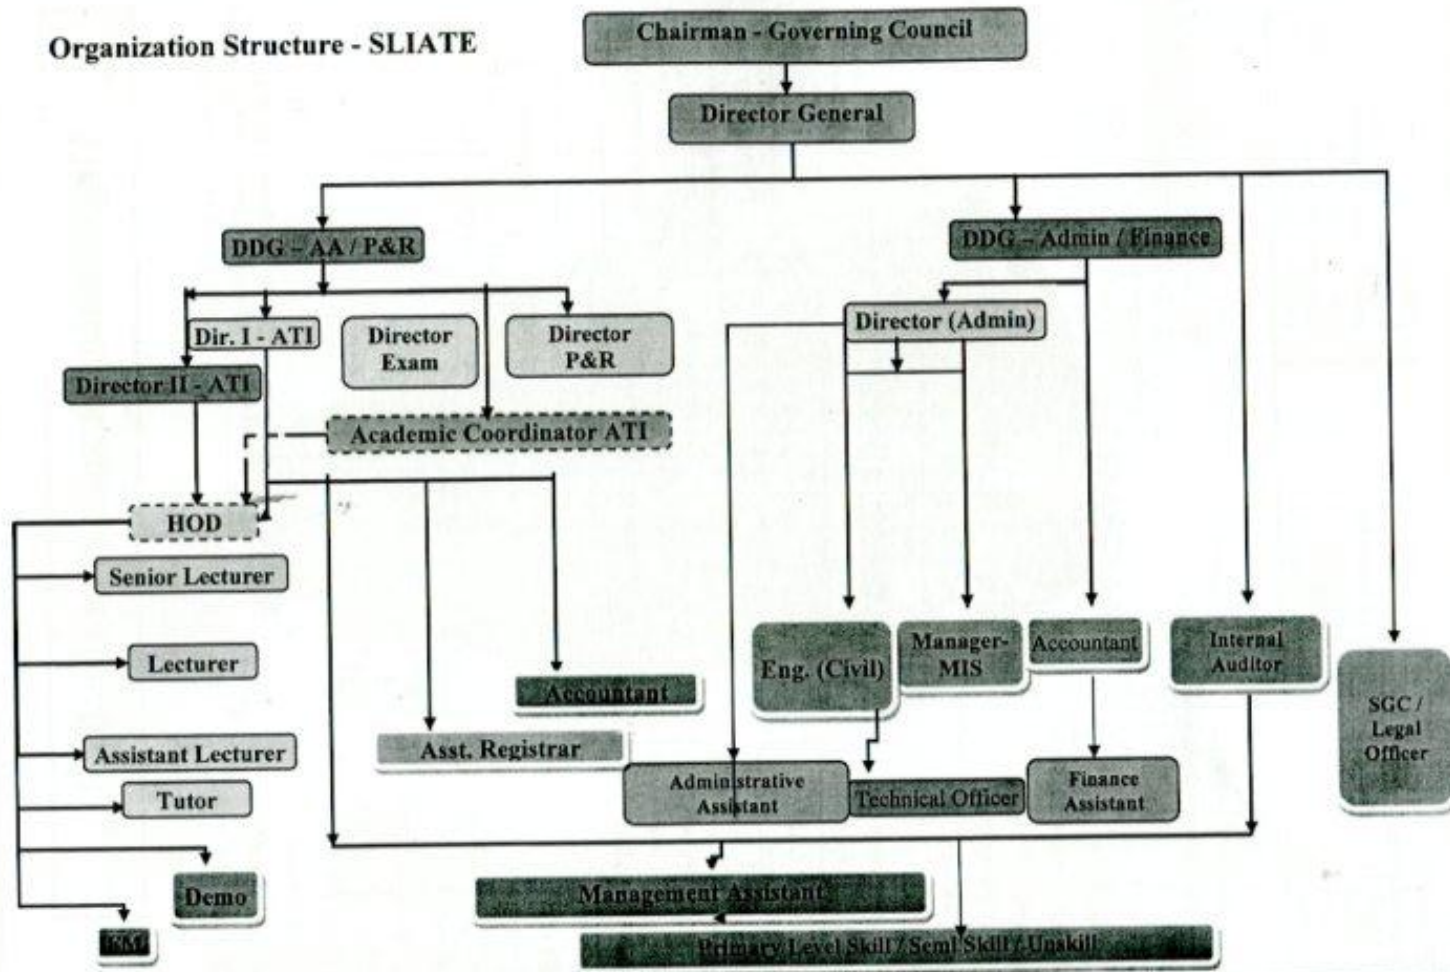 Organization Structure - SLIATE
Chairman - Governing Council
Director General
DDG – AA / P&R
DDG – Admin / Finance
Dir. I - ATI
Director
Exam
Director
P&R
Director (Admin)
Director II - ATI
Academic Coordinator ATI
HOD
Senior Lecturer
Lecturer
Assistant Lecturer
Tutor
Demo
Accountant
Asst. Registrar
Eng. (Civil)
Manager-
MIS
Accountant
Internal
Auditor
SGC /
Legal
Officer
Administrative
Assistant
Technical Officer
Finance
Assistant
Management Assistant
Primary Level Skill / Semi Skill / Unskill